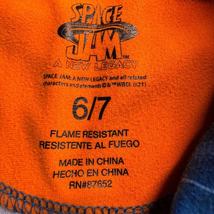 SPACE
JAM
A NEW LEGACY
SPACE JAM: A NEW LEGACY and all related
characters and elements © & ™ WBEI. (s21)
6/7
FLAME RESISTANT
RESISTENTE AL FUEGO
MADE IN CHINA
HECHO EN CHINA
RN#87652